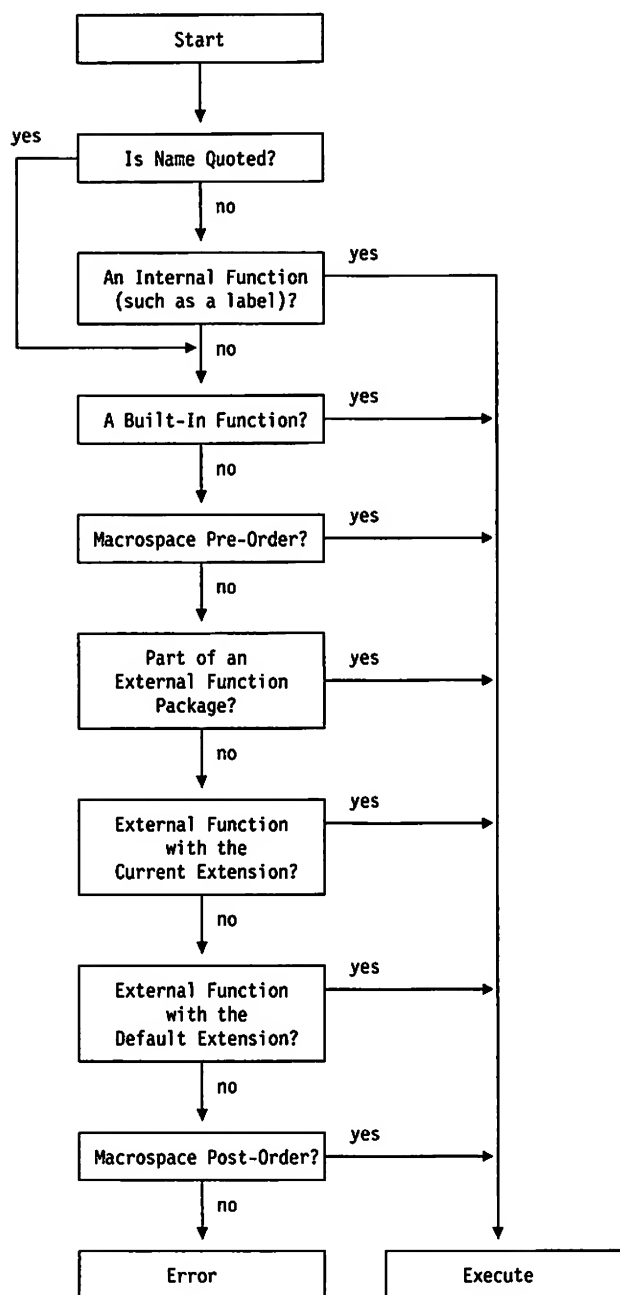 Start
yes
Is Name Quoted?
no
yes
An Internal Function
(such as a label)?
no
yes
A Built-In Function?
no
yes
Macrospace Pre-Order?
no
yes
Part of an
External Function
Package?
no
yes
External Function
with the
Current Extension?
no
yes
External Function
with the
Default Extension?
no
yes
Macrospace Post-Order?
no
Error
Execute